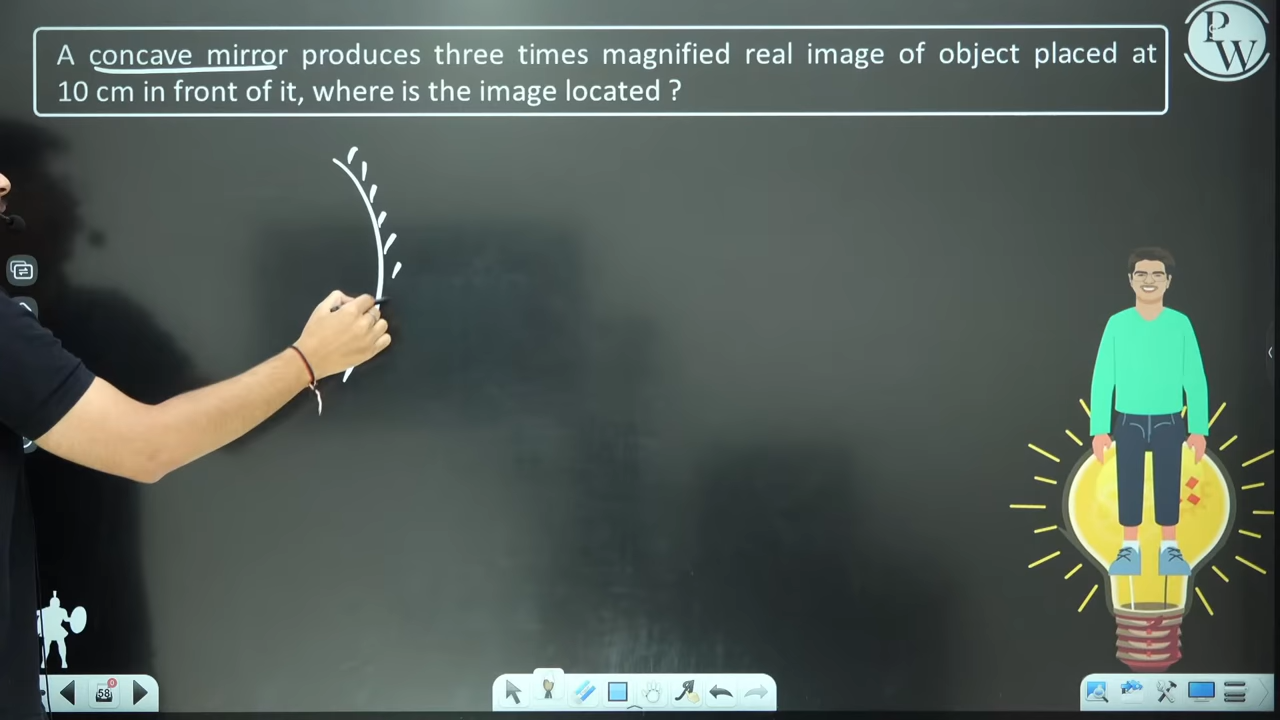 A concave mirror produces three times magnified real image of object placed at
10 cm in front of it, where is the image located ?
PW
58